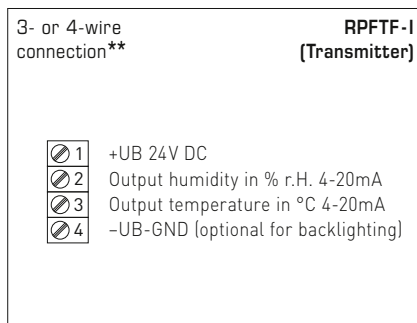 3- or 4-wire
connection**
RPFTF-I
(Transmitter)
1 +UB 24V DC
2 Output humidity in % r.H. 4-20mA
3 Output temperature in °C 4-20mA
4 –UB-GND (optional for backlighting)